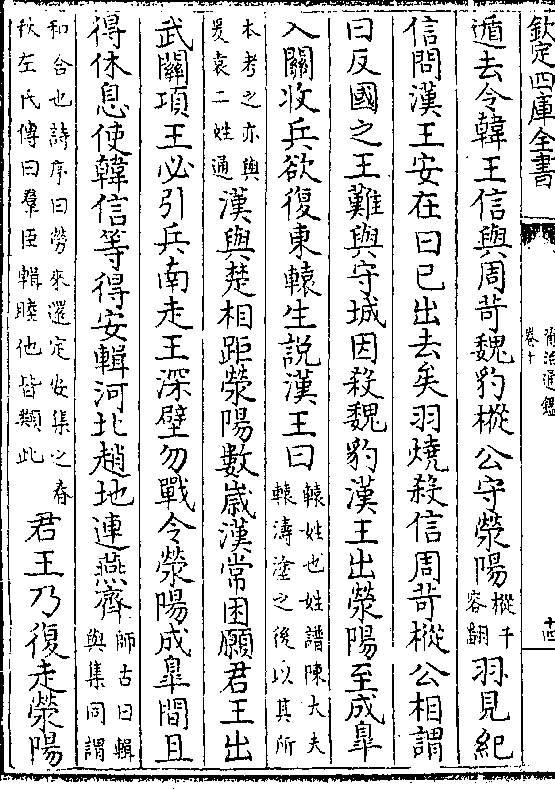 欽定四庫全書
資治通鑑
卷十
十四
遁去令韓王信與周苛魏豹樅公守滎陽樅千容翻羽見紀
信問漢王安在曰已出去矣羽燒殺信周苛樅公相謂
曰反國之王難與守城因殺魏豹漢王出滎陽至成臯
入關收兵欲復東轅生説漢王曰轅姓也姓譜陳大夫轅濤塗之後以其所
本考之亦與爰袁二姓通漢與楚相距滎陽數嵗漢常困願君王出
武關項王必引兵南走王深壁勿戰令滎陽成臯間且
得休息使韓信等得安輯河北趙地連燕齊師古曰輯與集同謂
和合也詩序曰勞來還定安集之春秋左氏傳曰羣臣輯睦他皆類此君王乃復走滎陽